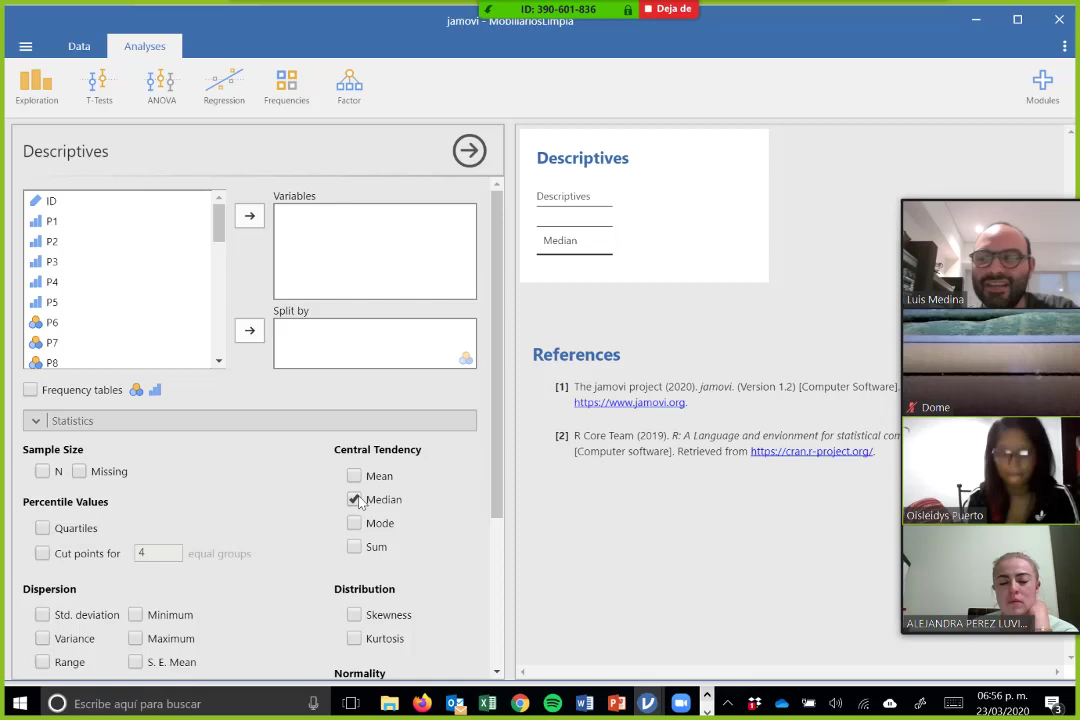 ID: 390-601-836
Deja de
jamovi - MobiliariosLimpia
Data
Analyses
Exploration
T-Tests
ANOVA
Regression
Frequencies
Factor
Modules
Descriptives
ID
P1
P2
P3
P4
P5
P6
P7
P8
Variables
Split by
Frequency tables
Statistics
Sample Size
N
Missing
Percentile Values
Quartiles
Cut points for 4 equal groups
Dispersion
Std. deviation
Minimum
Variance
Maximum
Range
S. E. Mean
Central Tendency
Mean
Median
Mode
Sum
Distribution
Skewness
Kurtosis
Normality
Descriptives
Descriptives
Median
References
[1] The jamovi project (2020). jamovi. (Version 1.2) [Computer Software].
https://www.jamovi.org.
[2] R Core Team (2019). R: A Language and envionment for statistical com
[Computer software]. Retrieved from https://cran.r-project.org/.
Luis Medina
Dome
Oisleidys Puerto
ALEJANDRA PEREZ LUVI...
Escribe aquí para buscar
06:56 p. m.
23/03/2020
3